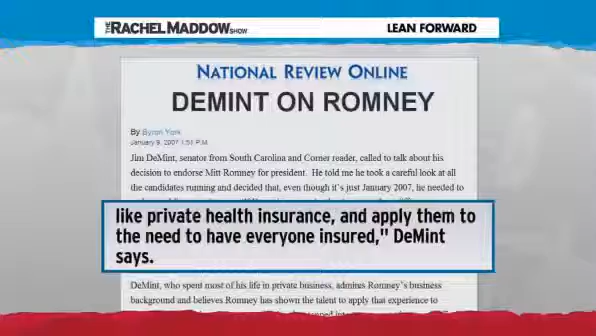 THE RACHEL MADDOW SHOW
LEAN FORWARD
NATIONAL REVIEW ONLINE
DEMINT ON ROMNEY
By Byron York
January 9, 2007 1:51 P.M.
Jim DeMint, senator from South Carolina and Corner reader, called to talk about his
decision to endorse Mitt Romney for president. He told me he took a careful look at all
the candidates running and decided that, even though it's just January 2007, he needed to
like private health insurance, and apply them to
the need to have everyone insured," DeMint
says.
DeMint, who spent most of his life in private business, admires Romney's business
background and believes Romney has shown the talent to apply that experience to